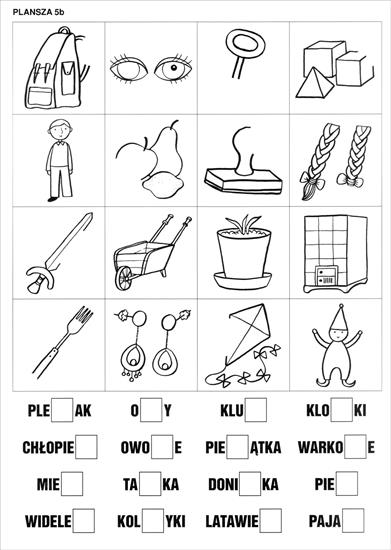 PLANSZA 5b
PLE☐AK O☐Y KLU☐ KLO☐KI
CHŁOPIE☐ OWO☐E PIE☐ĄTKA WARKO☐E
MIE☐ TA☐KA DONI☐KA PIE☐
WIDELE☐ KOL☐YKI LATAWIE☐ PAJA☐